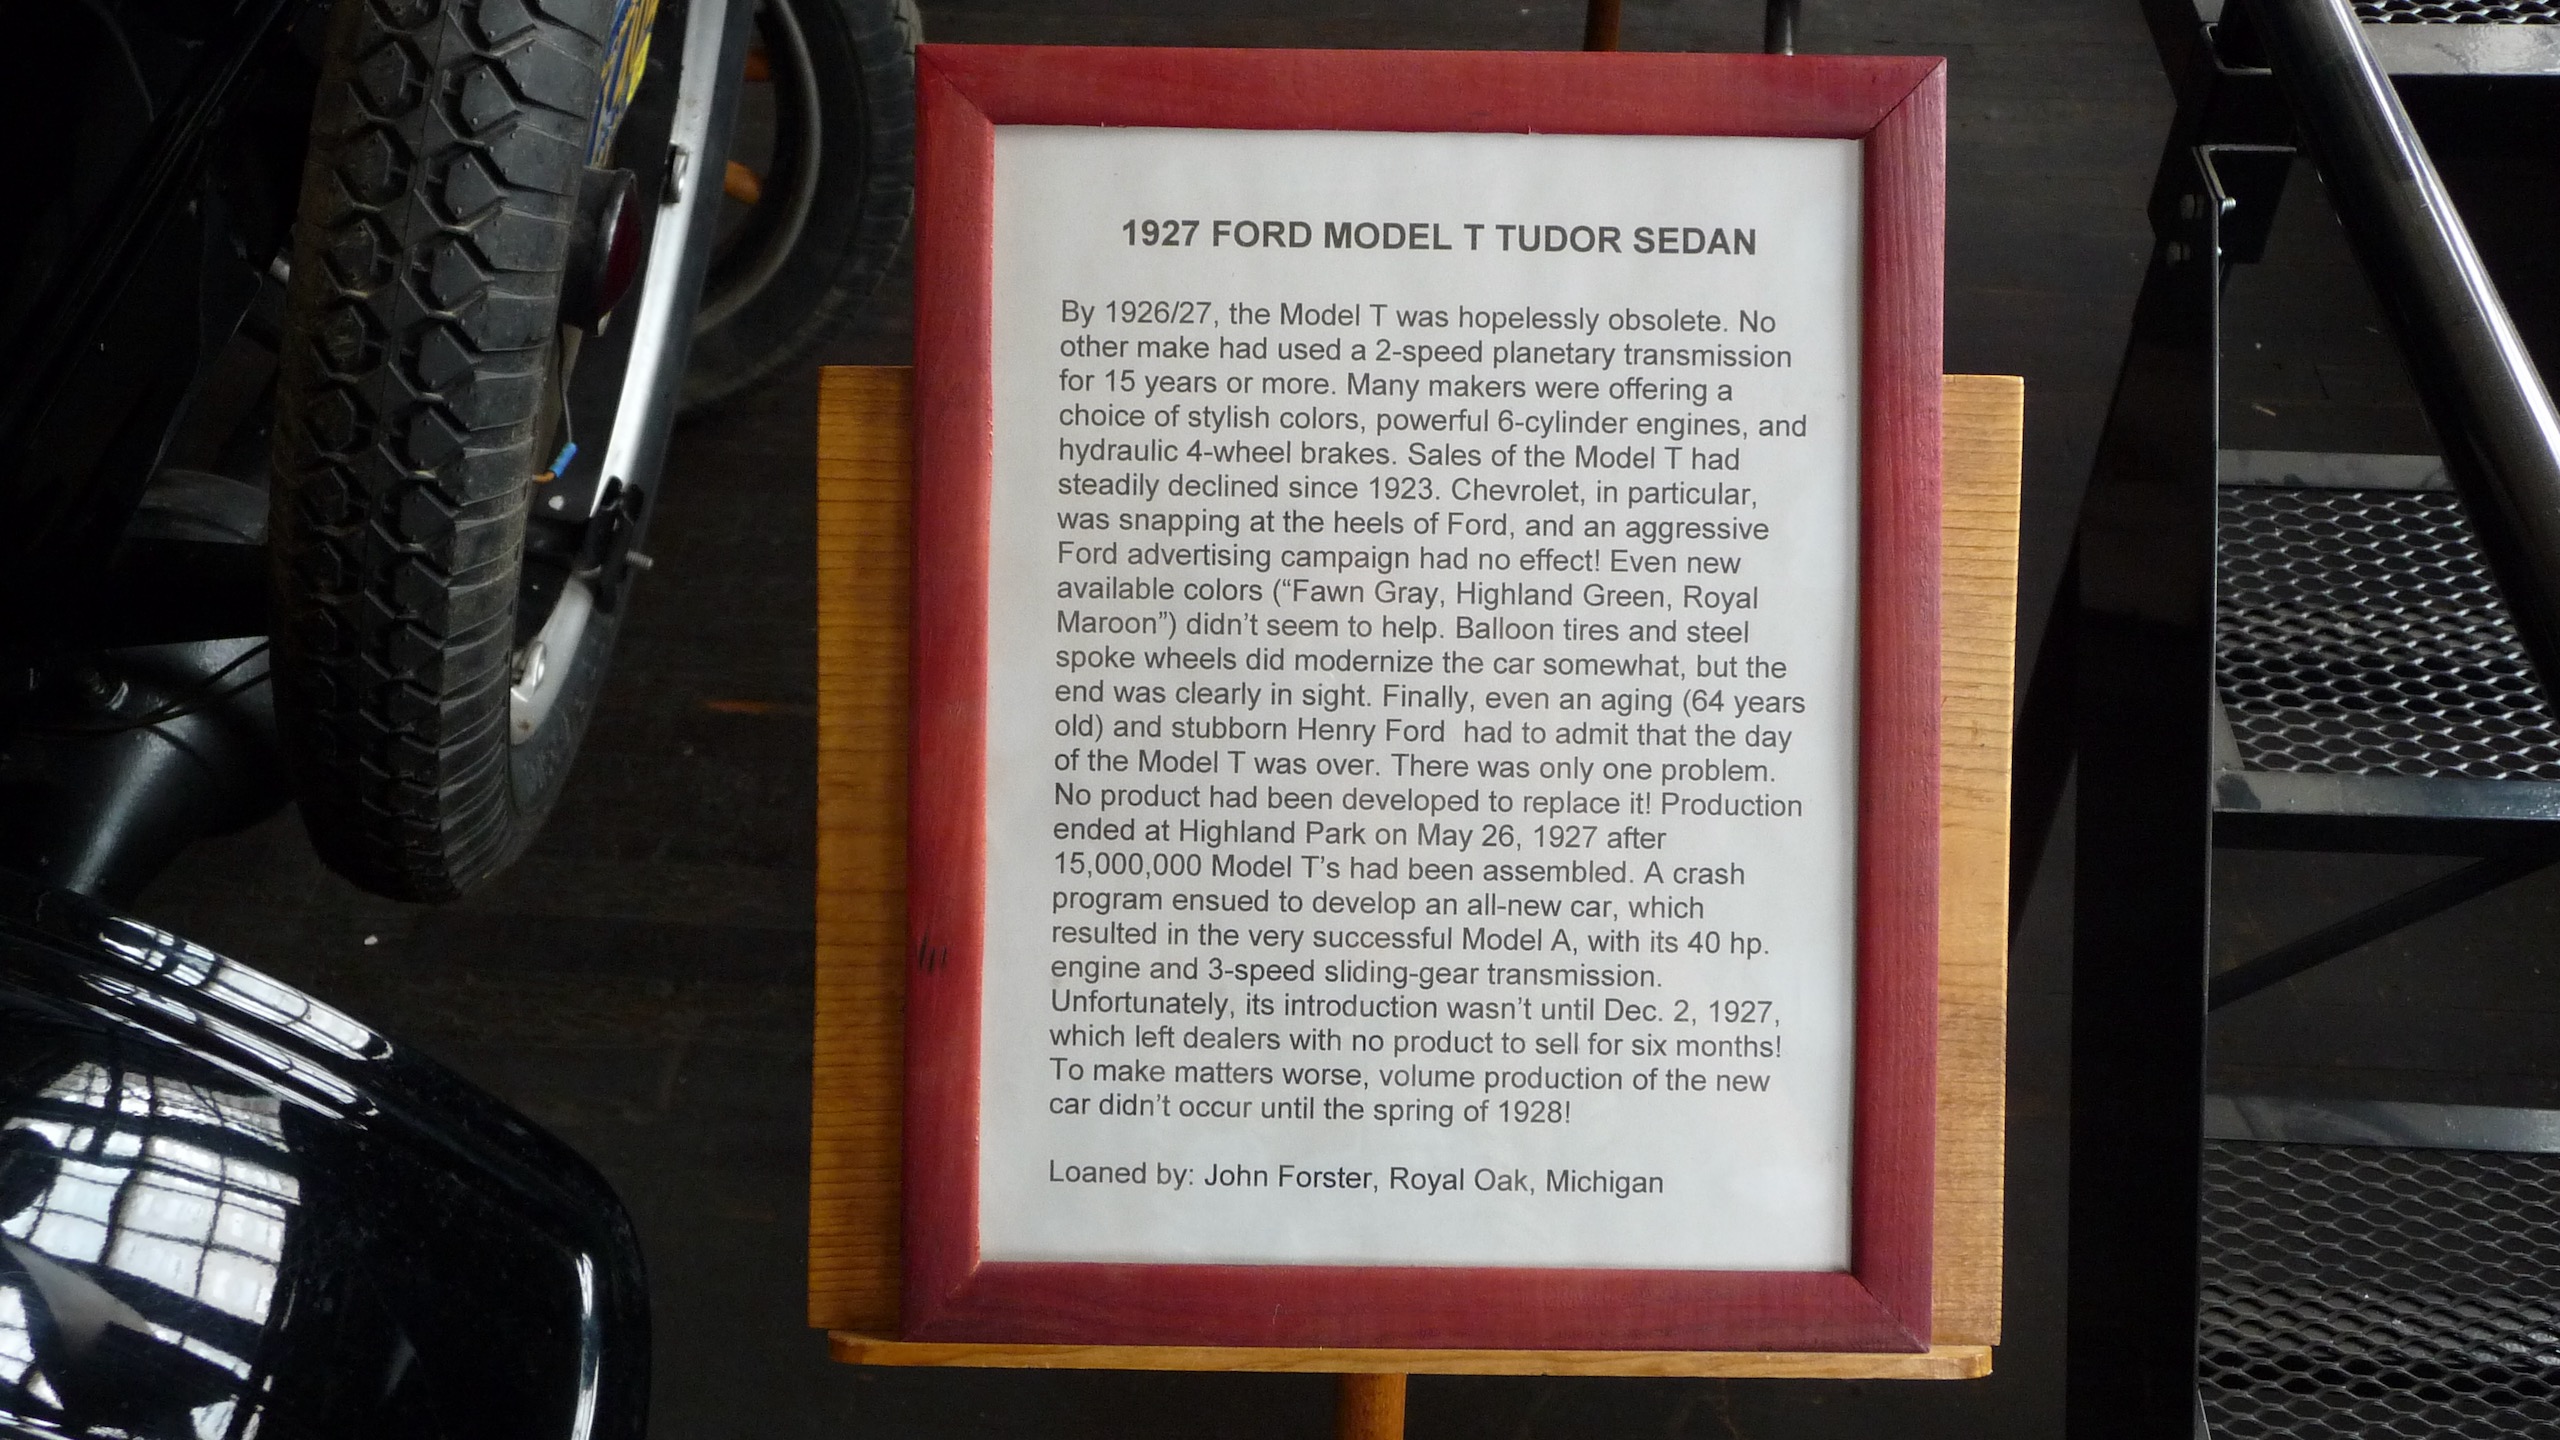 1927 FORD MODEL T TUDOR SEDAN
By 1926/27, the Model T was hopelessly obsolete. No
other make had used a 2-speed planetary transmission
for 15 years or more. Many makers were offering a
choice of stylish colors, powerful 6-cylinder engines, and
hydraulic 4-wheel brakes. Sales of the Model T had
steadily declined since 1923. Chevrolet, in particular,
was snapping at the heels of Ford, and an aggressive
Ford advertising campaign had no effect! Even new
available colors (“Fawn Gray, Highland Green, Royal
Maroon”) didn’t seem to help. Balloon tires and steel
spoke wheels did modernize the car somewhat, but the
end was clearly in sight. Finally, even an aging (64 years
old) and stubborn Henry Ford  had to admit that the day
of the Model T was over. There was only one problem.
No product had been developed to replace it! Production
ended at Highland Park on May 26, 1927 after
15,000,000 Model T’s had been assembled. A crash
program ensued to develop an all-new car, which
resulted in the very successful Model A, with its 40 hp.
engine and 3-speed sliding-gear transmission.
Unfortunately, its introduction wasn’t until Dec. 2, 1927,
which left dealers with no product to sell for six months!
To make matters worse, volume production of the new
car didn’t occur until the spring of 1928!
Loaned by: John Forster, Royal Oak, Michigan